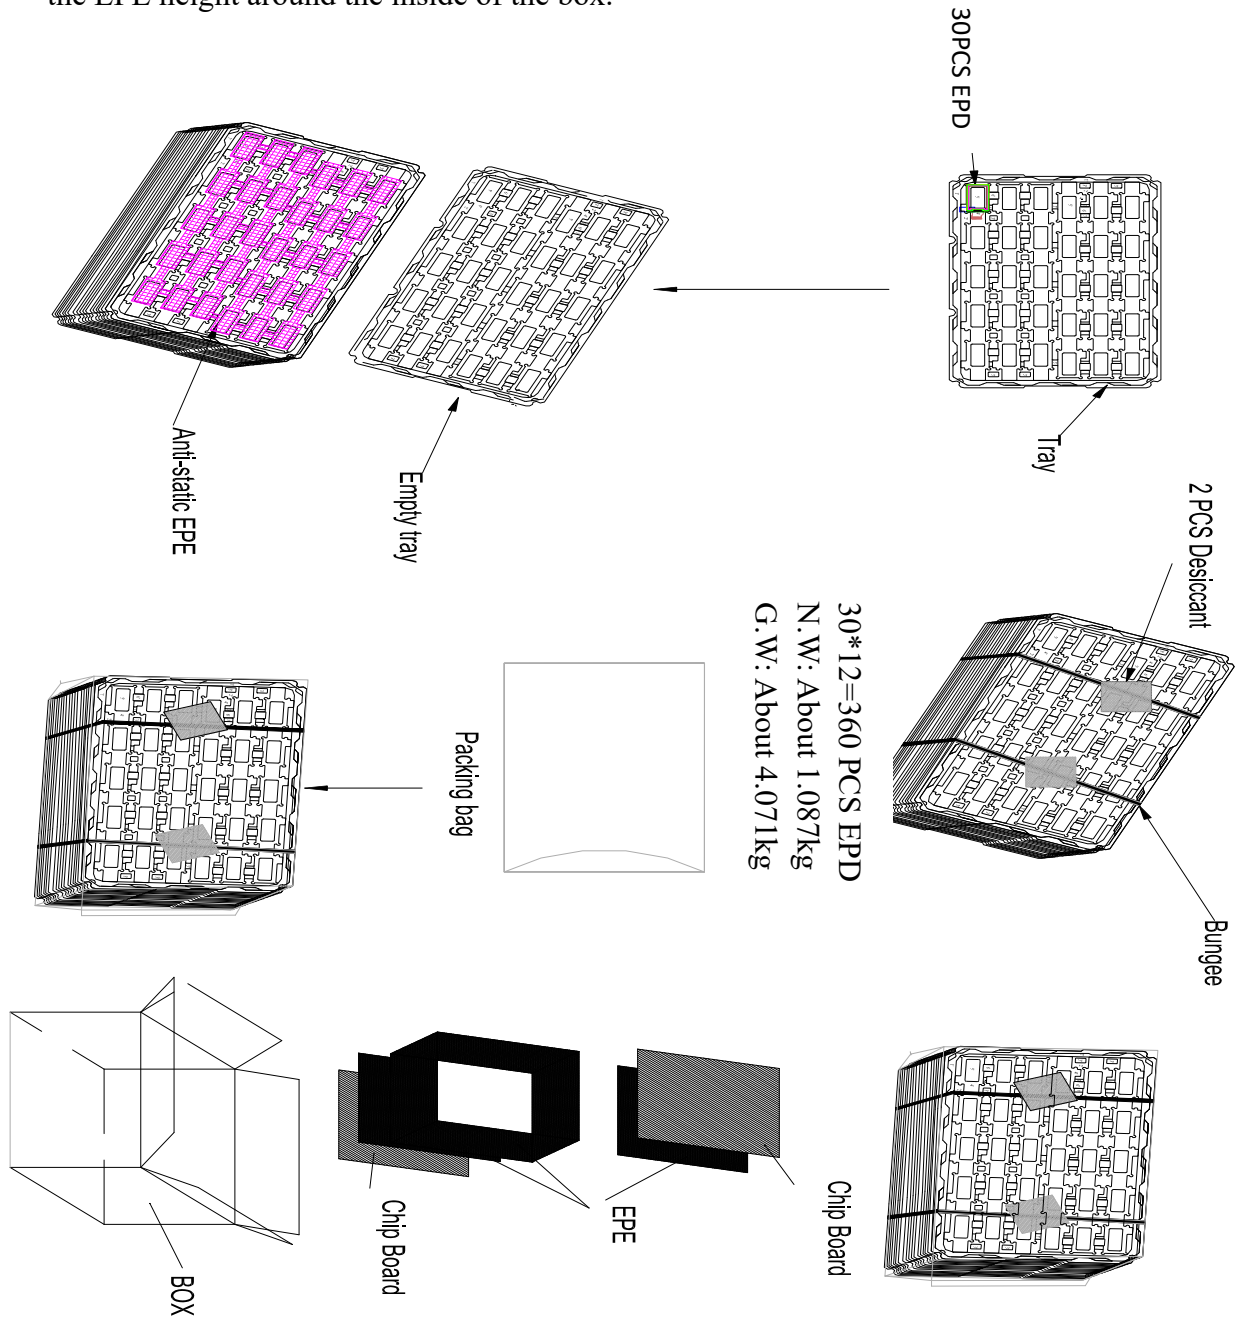 the EPE height around the inside of the box.
30PCS EPD
Tray
Anti-static EPE
Empty tray
2 PCS Desiccant
Bungee
30*12=360 PCS EPD
N.W: About 1.087kg
G.W: About 4.071kg
Packing bag
Chip Board
EPE
Chip Board
BOX